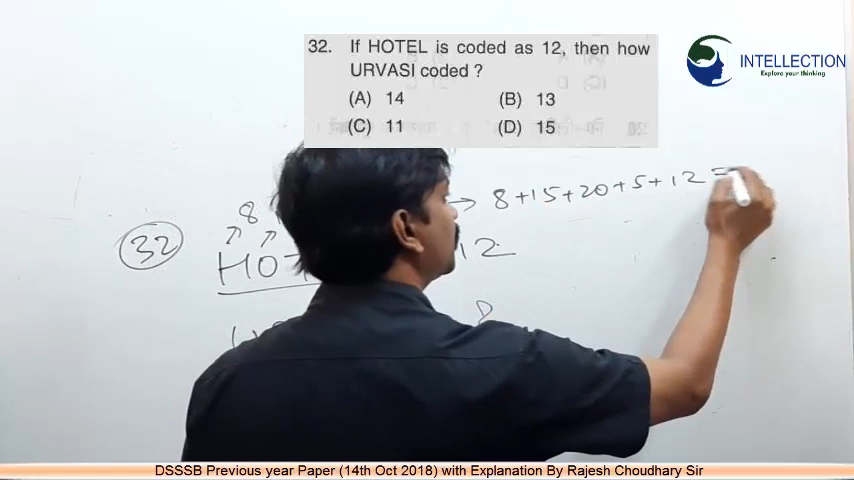 32. If HOTEL is coded as 12, then how
URVASI coded ?
(A) 14 (B) 13
(C) 11 (D) 15
INTELLECTION
Explore your thinking
8
→ 8+15+20+5+12 =
32
HOT 12
DSSSB Previous year Paper (14th Oct 2018) with Explanation By Rajesh Choudhary Sir